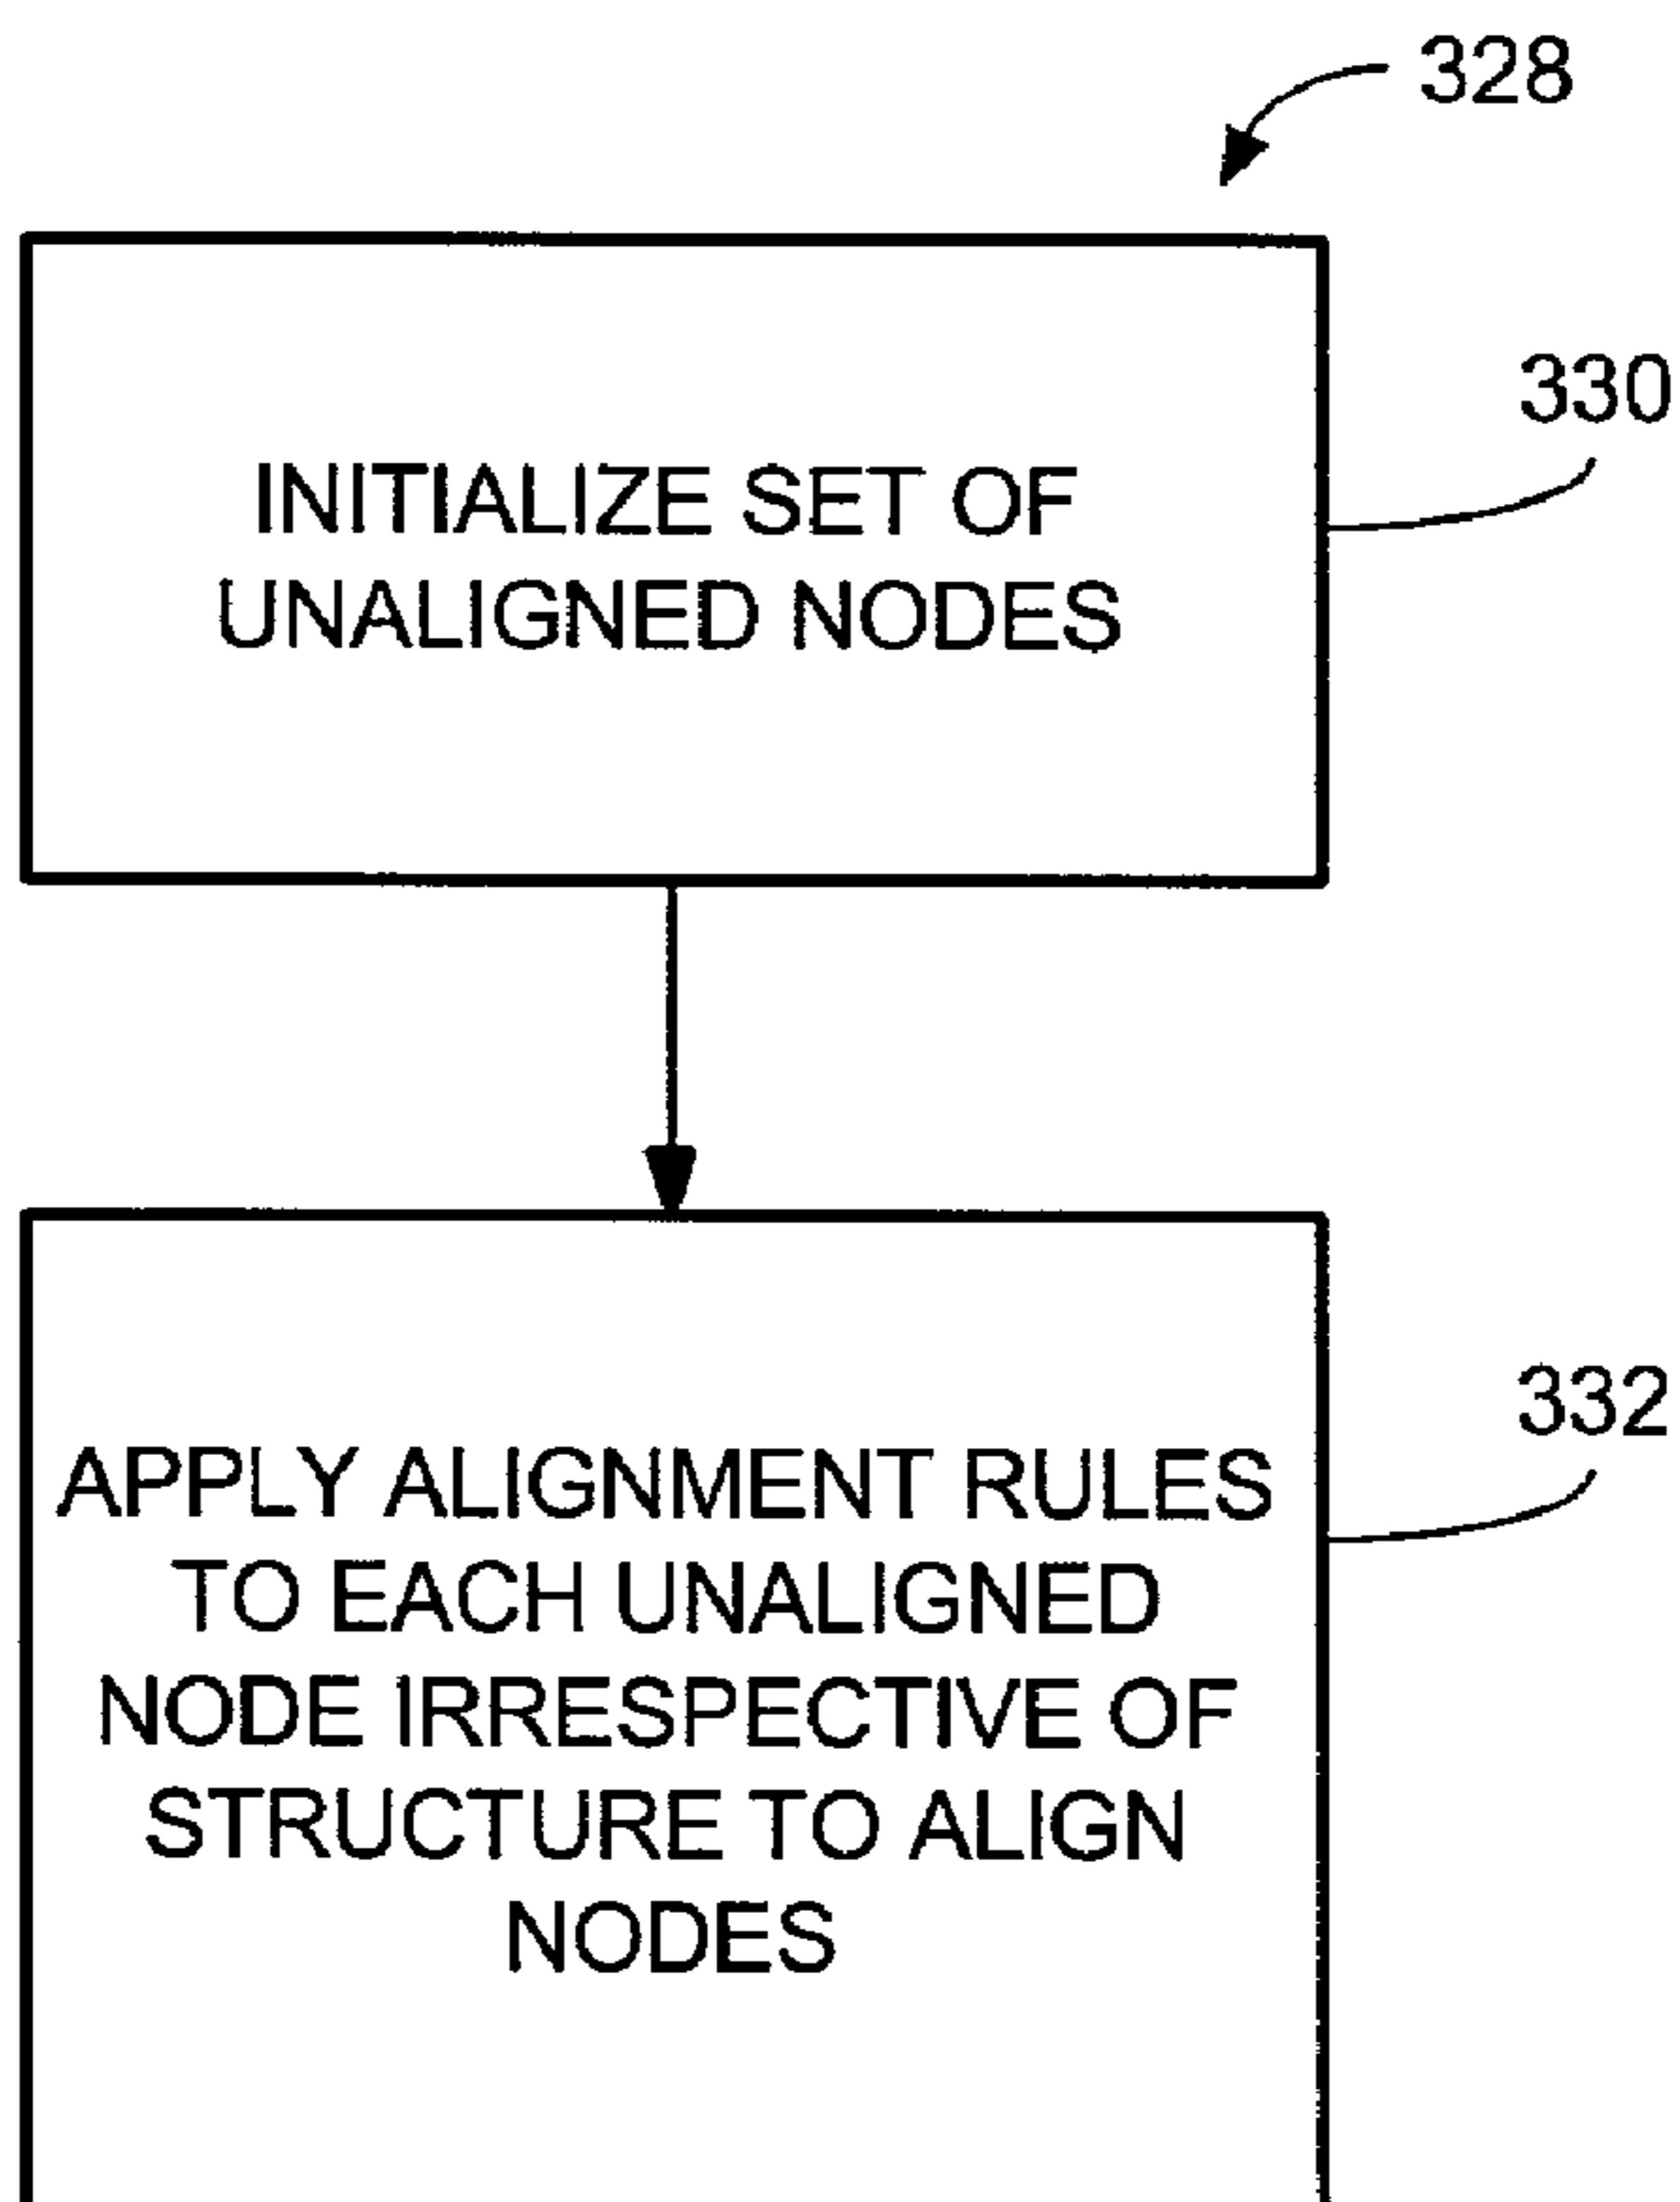 328
330
INITIALIZE SET OF
UNALIGNED NODES
332
APPLY ALIGNMENT RULES
TO EACH UNALIGNED
NODE IRRESPECTIVE OF
STRUCTURE TO ALIGN
NODES